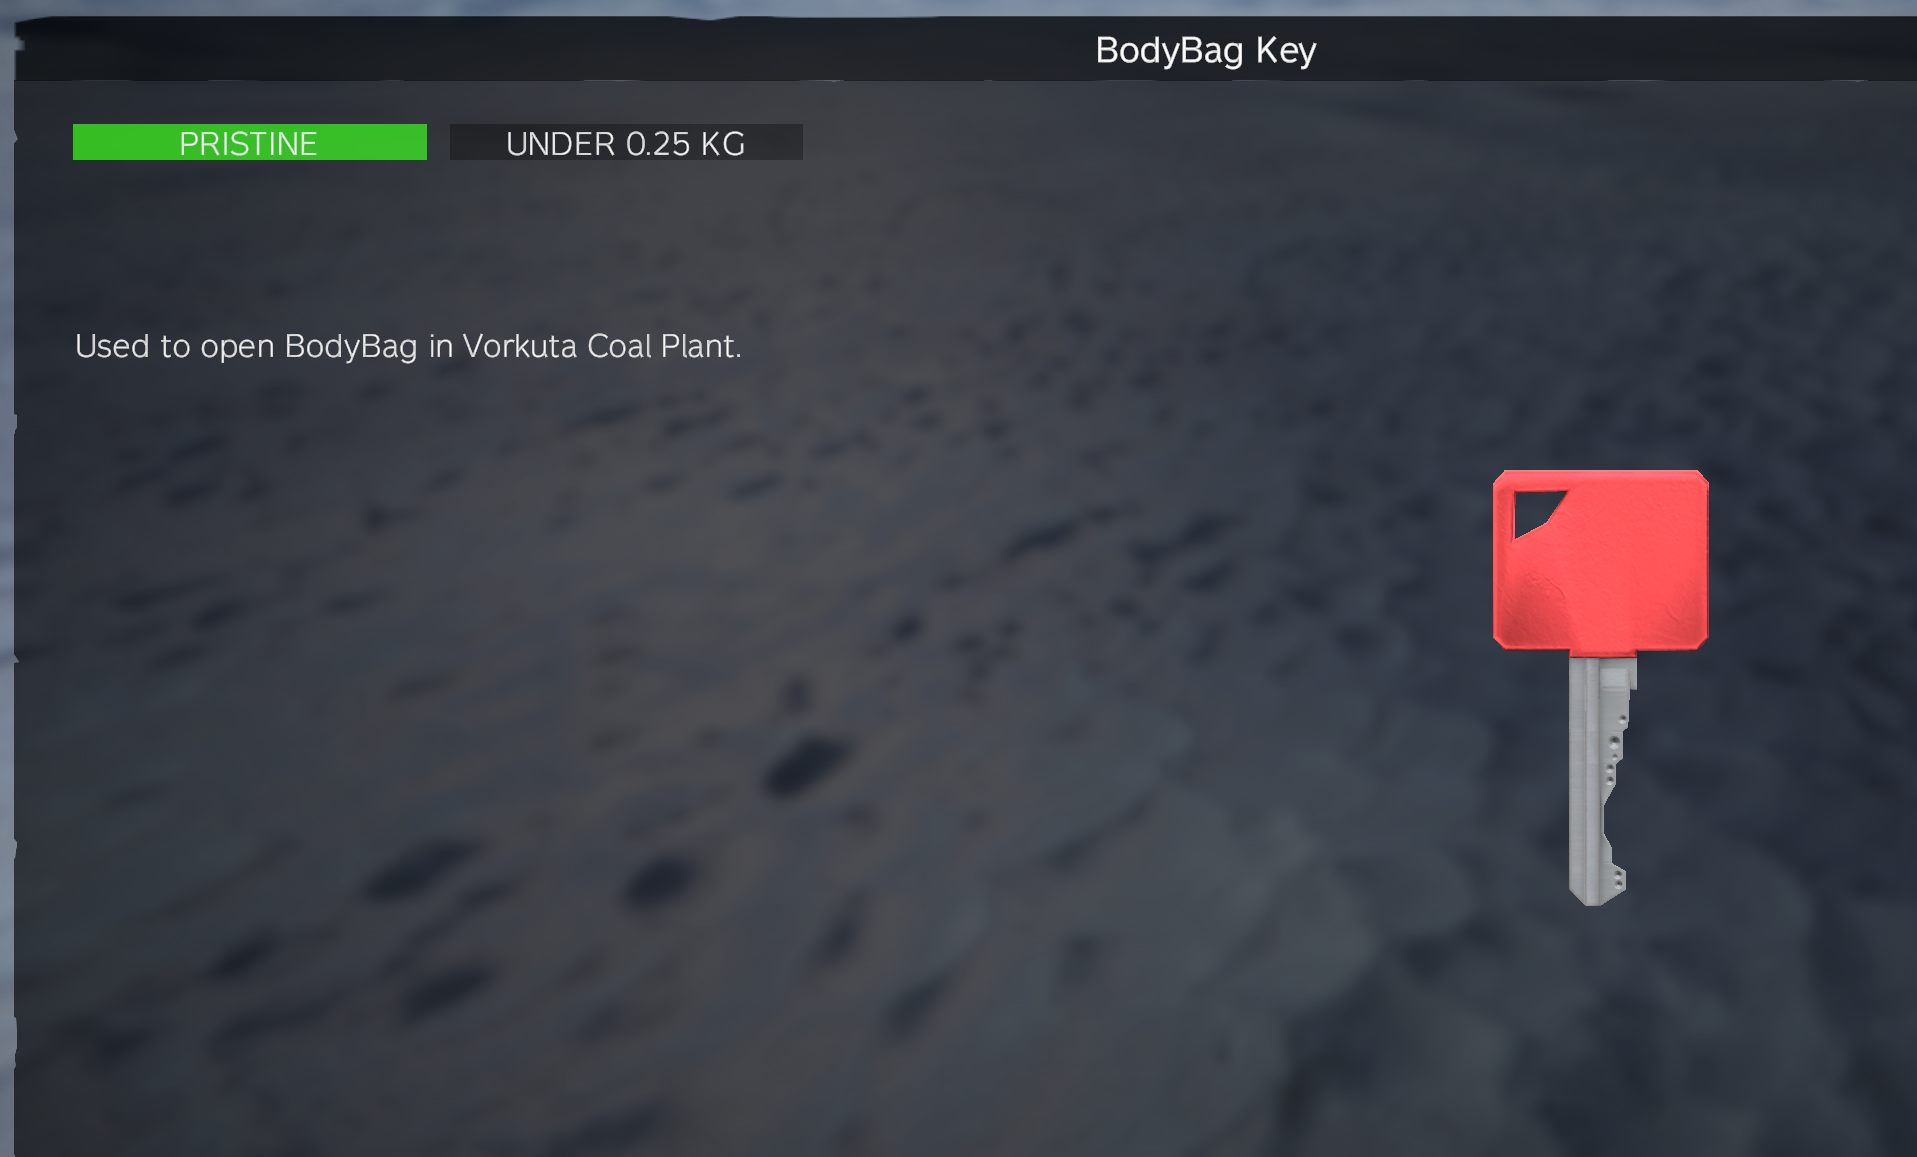 BodyBag Key
PRISTINE
UNDER 0.25 KG
Used to open BodyBag in Vorkuta Coal Plant.